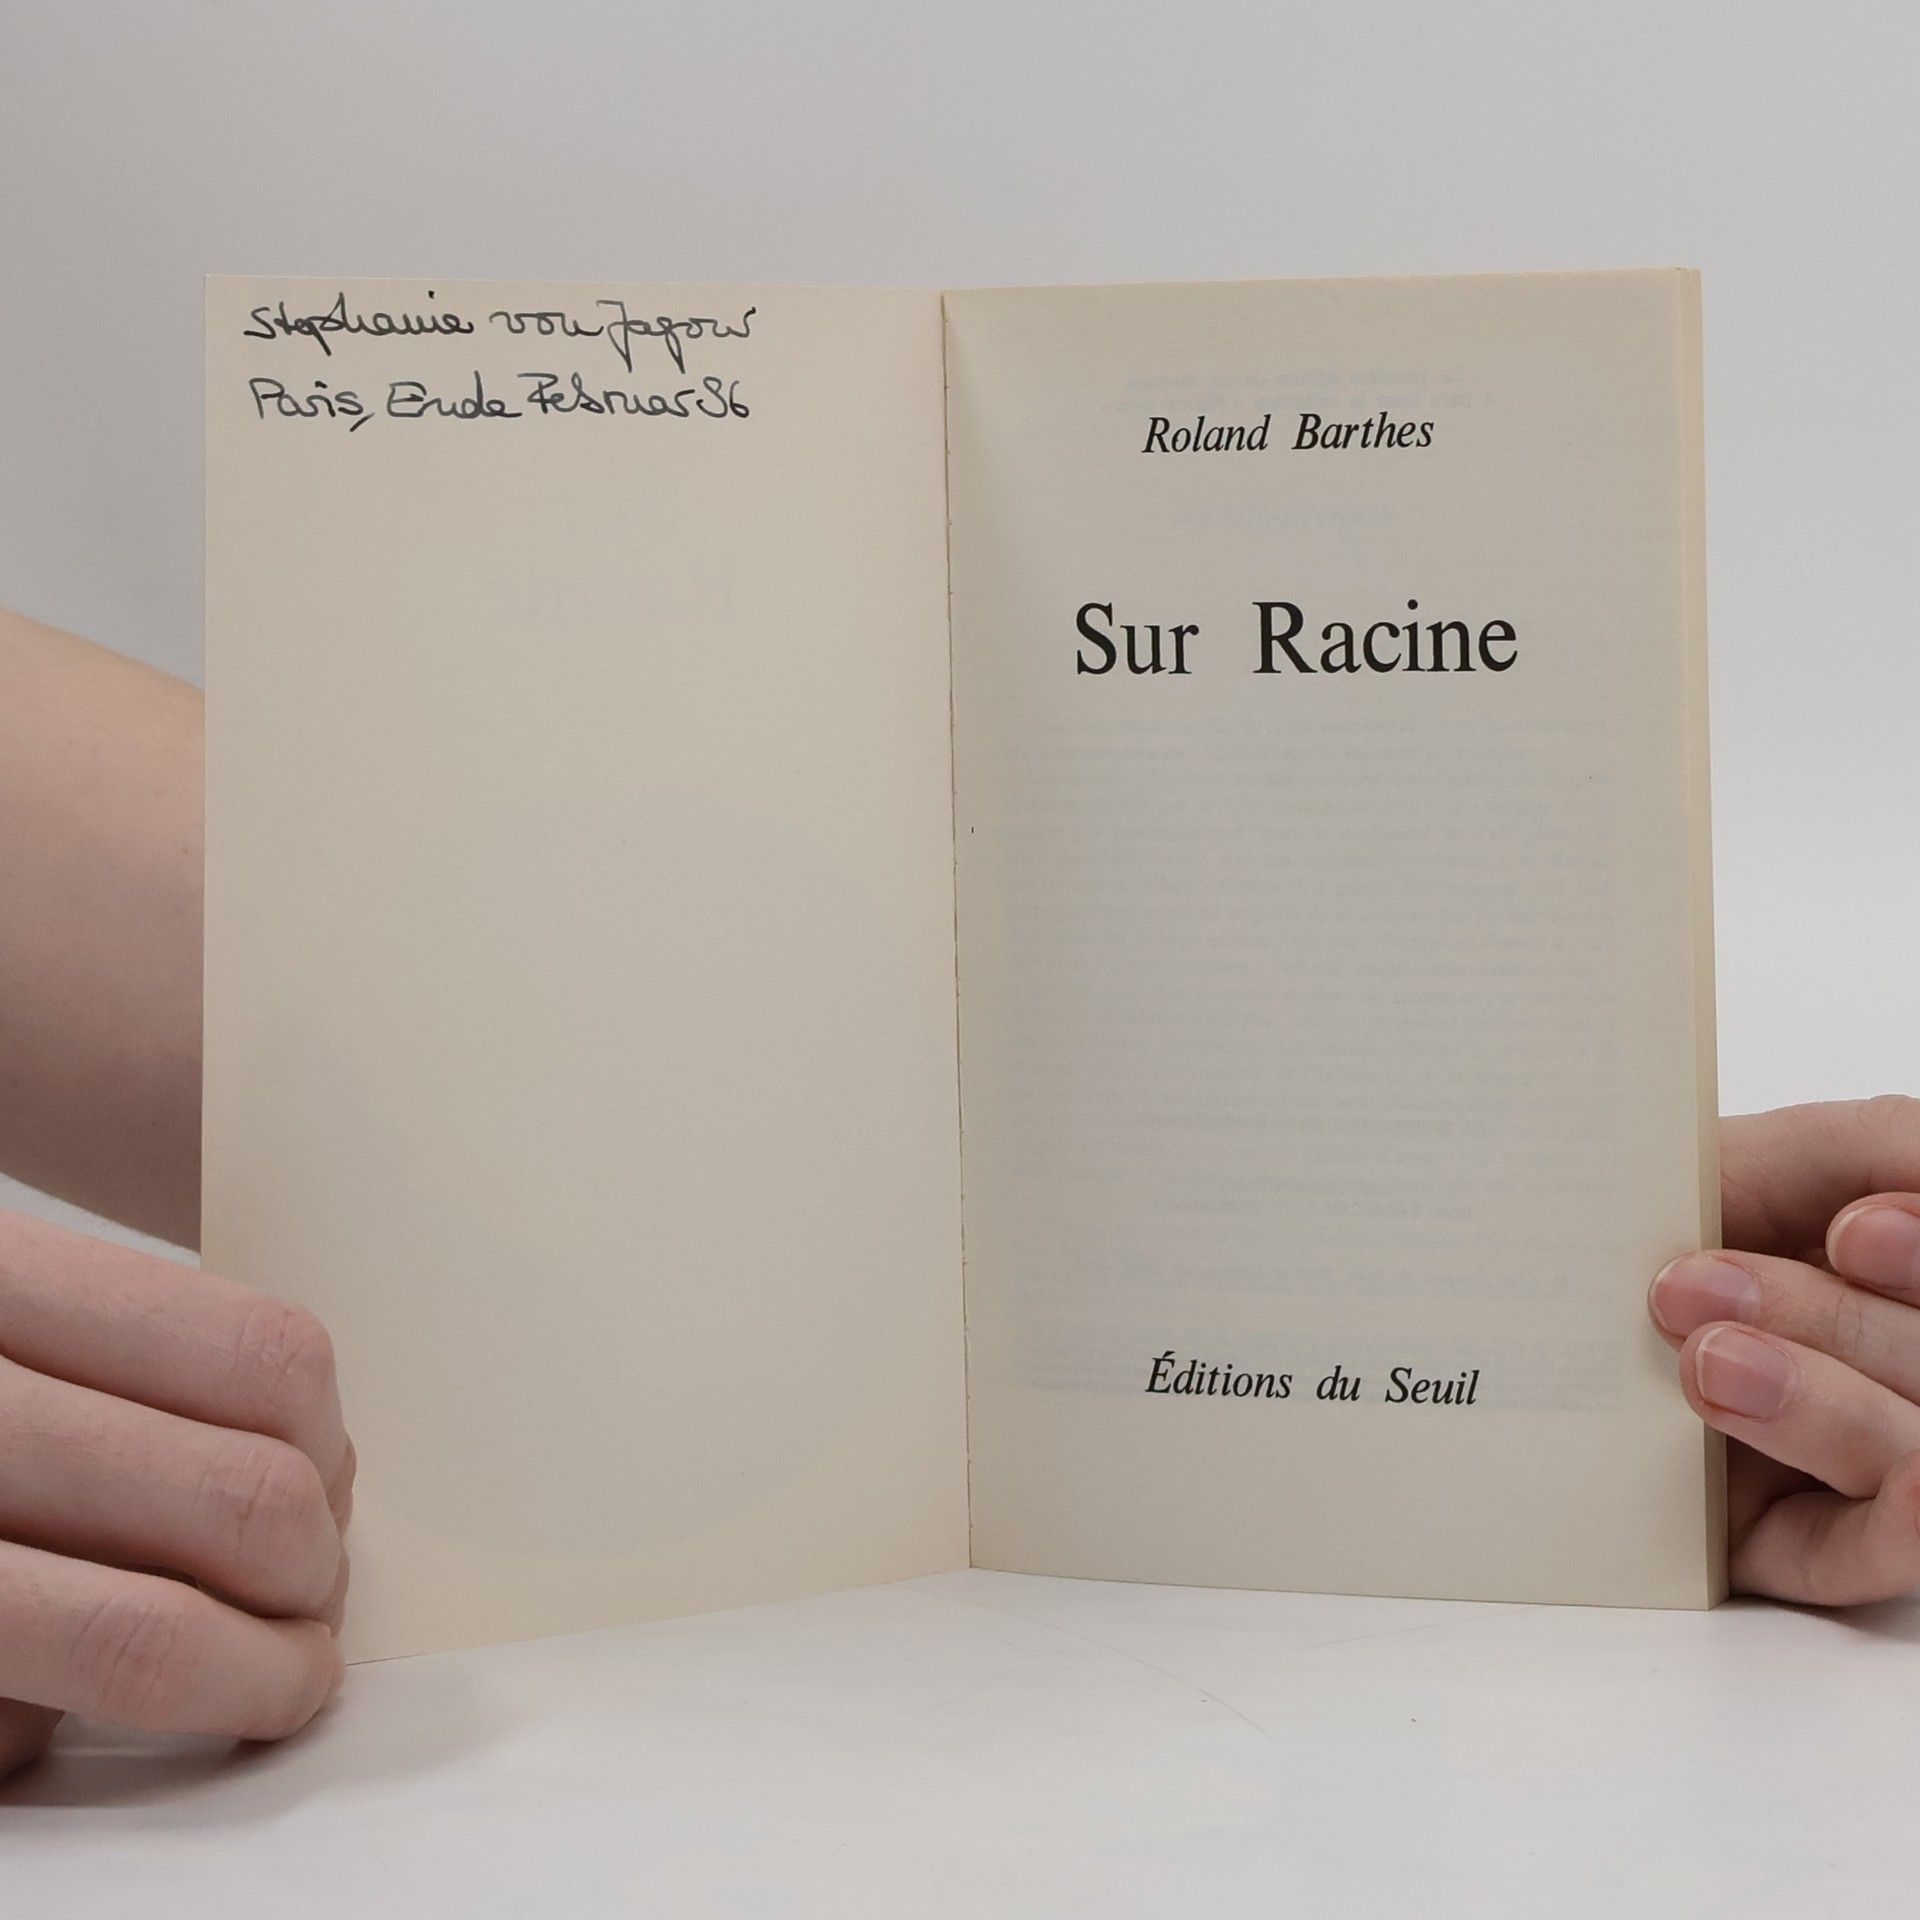 Stephanie von Jagow
Paris, Ende Februar 86
Roland Barthes
Sur Racine
Éditions du Seuil